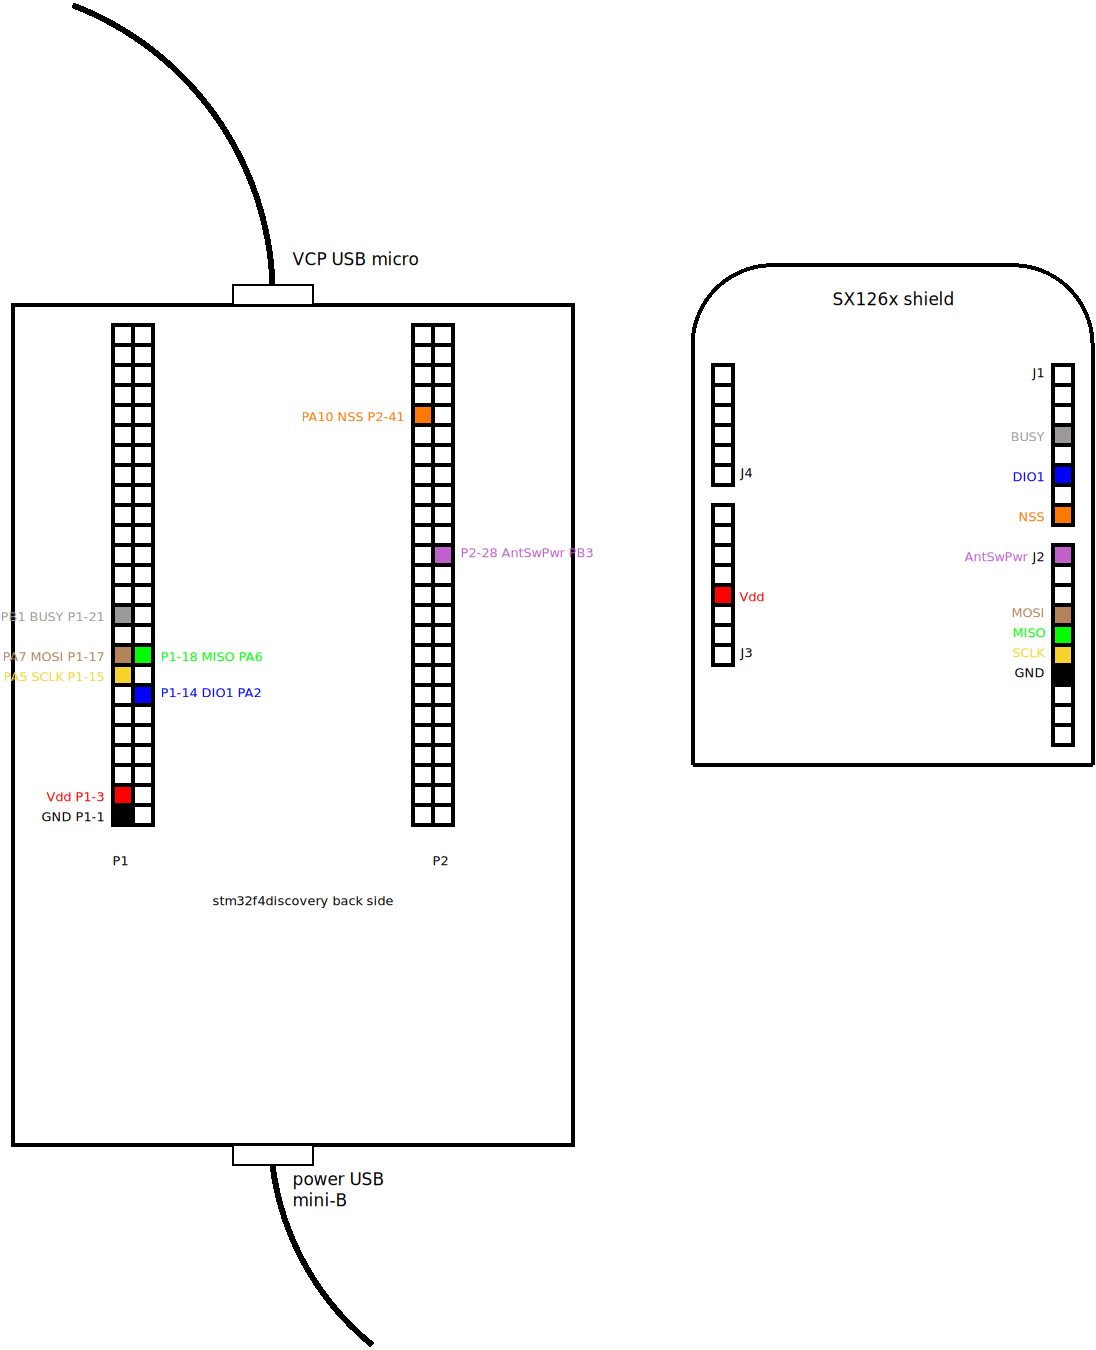 VCP USB micro
SX126x shield
J1
PA10 NSS P2-41
BUSY
J4
DIO1
NSS
P2-28 AntSwPwr PB3
AntSwPwr J2
Vdd
PB1 BUSY P1-21
MOSI
MISO
PA7 MOSI P1-17
P1-18 MISO PA6
J3
SCLK
PA5 SCLK P1-15
GND
P1-14 DIO1 PA2
Vdd P1-3
GND P1-1
P1
P2
stm32f4discovery back side
power USB
mini-B